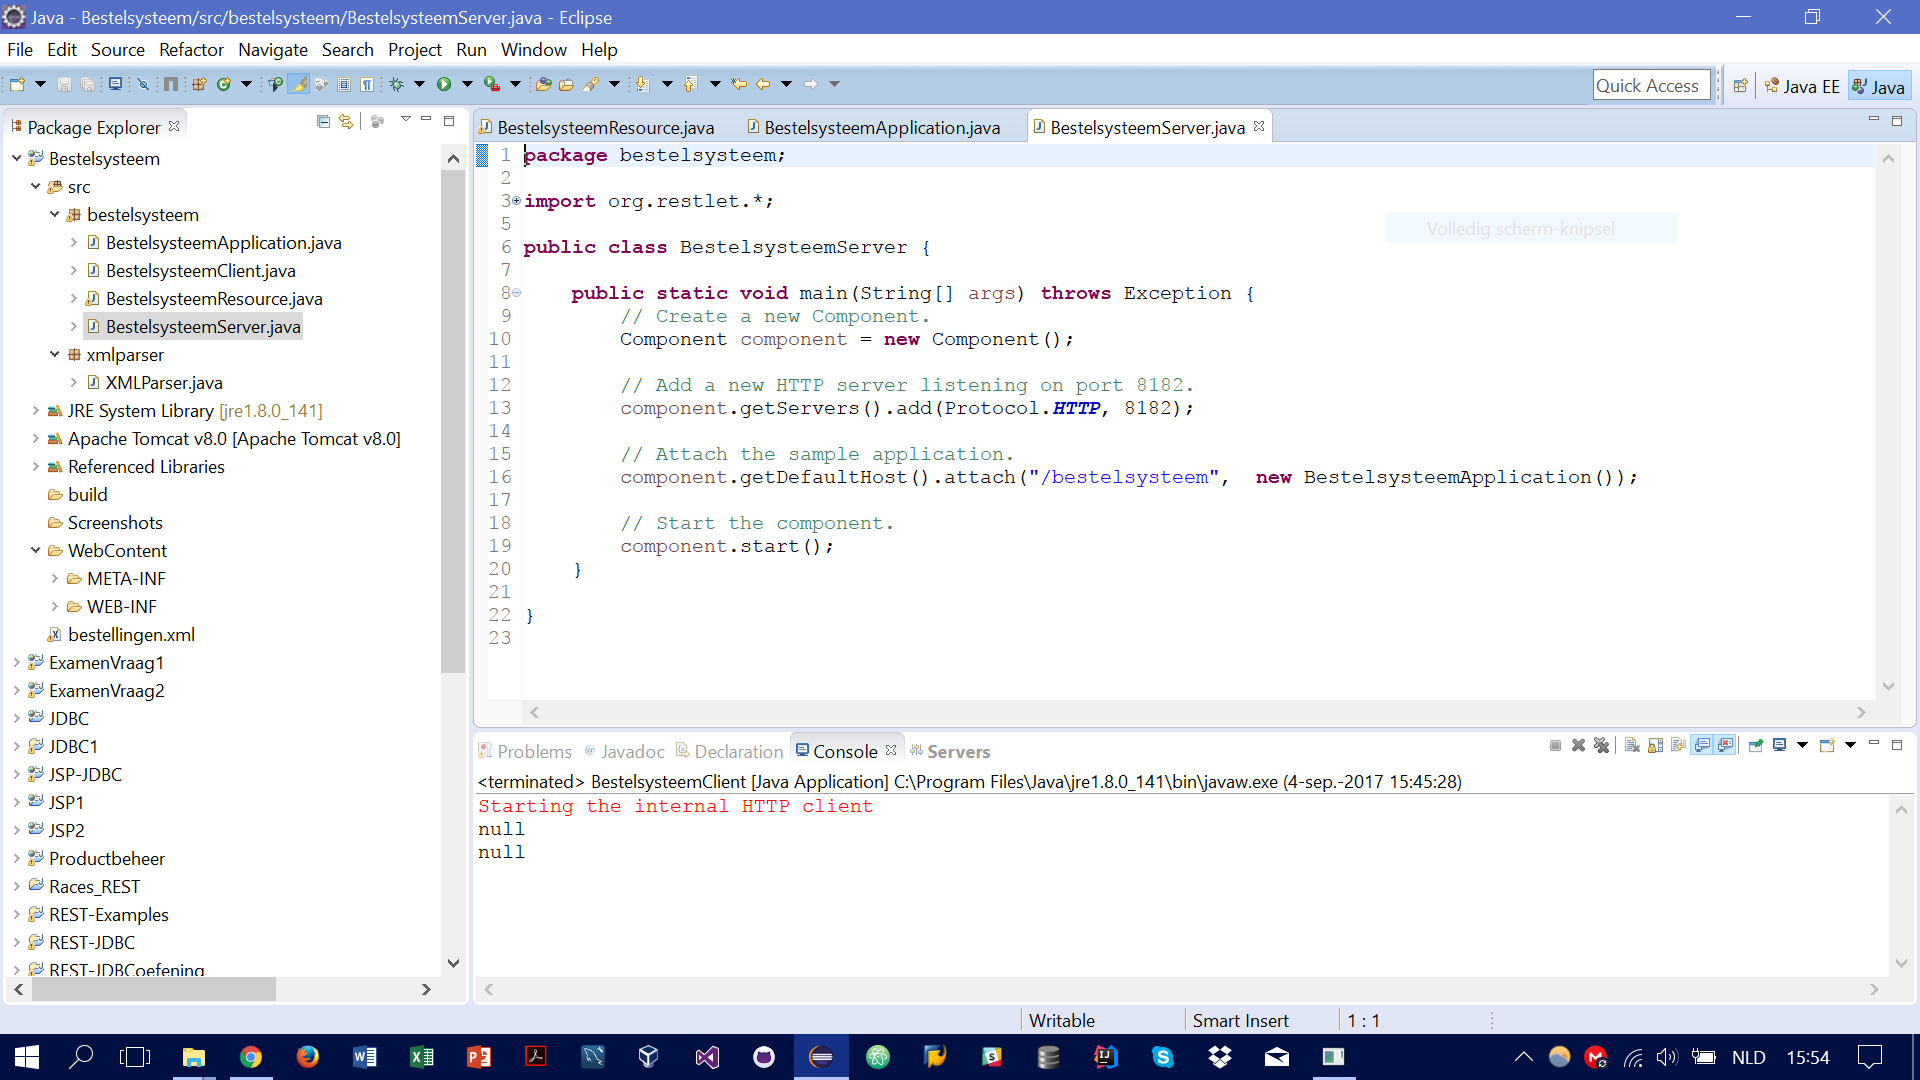 Java - Bestelsysteem/src/bestelsysteem/BestelsysteemServer.java - Eclipse
File Edit Source Refactor Navigate Search Project Run Window Help
Quick Access
Java EE
Java
Package Explorer
Bestelsysteem
src
bestelsysteem
BestelsysteemApplication.java
BestelsysteemClient.java
BestelsysteemResource.java
BestelsysteemServer.java
xmlparser
XMLParser.java
JRE System Library [jre1.8.0_141]
Apache Tomcat v8.0 [Apache Tomcat v8.0]
Referenced Libraries
build
Screenshots
WebContent
META-INF
WEB-INF
bestellingen.xml
ExamenVraag1
ExamenVraag2
JDBC
JDBC1
JSP-JDBC
JSP1
JSP2
Productbeheer
Races_REST
REST-Examples
REST-JDBC
REST-JDBCoefening
BestelsysteemResource.java BestelsysteemApplication.java BestelsysteemServer.java
1 package bestelsysteem;
2
3 import org.restlet.*;
5
6 public class BestelsysteemServer {
7
8 public static void main(String[] args) throws Exception {
9 // Create a new Component.
10 Component component = new Component();
11
12 // Add a new HTTP server listening on port 8182.
13 component.getServers().add(Protocol.HTTP, 8182);
14
15 // Attach the sample application.
16 component.getDefaultHost().attach("/bestelsysteem", new BestelsysteemApplication());
17
18 // Start the component.
19 component.start();
20 }
21
22 }
23
Volledig scherm-knipsel
Problems Javadoc Declaration Console Servers
<terminated> BestelsysteemClient [Java Application] C:\Program Files\Java\jre1.8.0_141\bin\javaw.exe (4-sep.-2017 15:45:28)
Starting the internal HTTP client
null
null
Writable Smart Insert 1 : 1
NLD 15:54